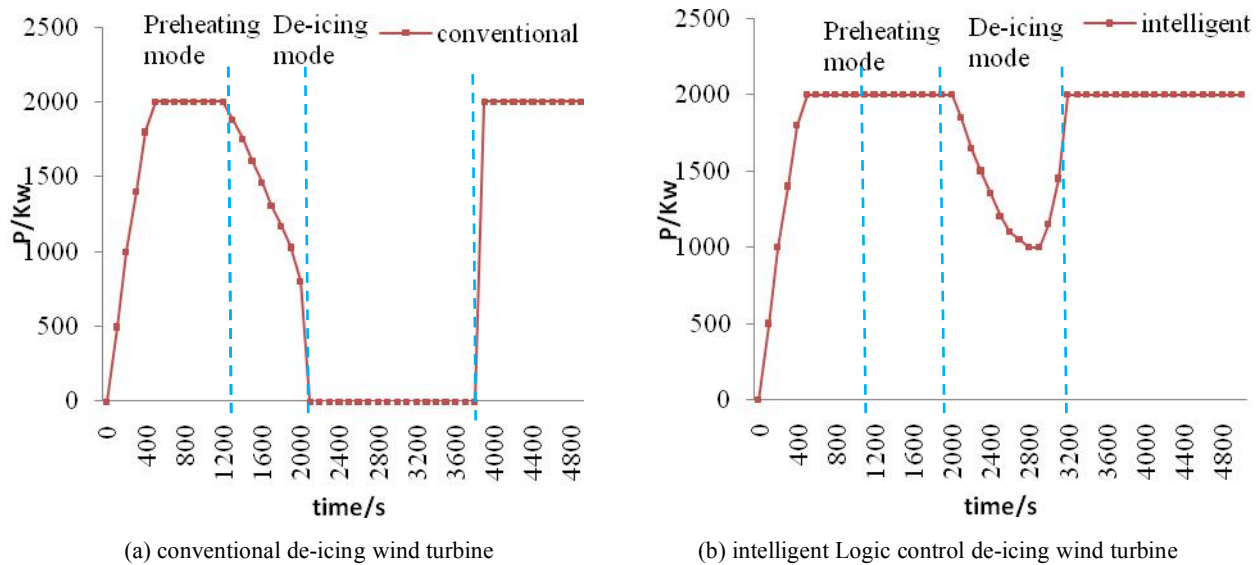 2500
2000
1500
1000
500
0
P/Kw
Preheating
mode
De-icing
mode
conventional
0
400
800
1200
1600
2000
2400
2800
3200
3600
4000
4400
4800
time/s
(a) conventional de-icing wind turbine
2500
2000
1500
1000
500
0
P/Kw
Preheating
mode
De-icing
mode
intelligent
0
400
800
1200
1600
2000
2400
2800
3200
3600
4000
4400
4800
time/s
(b) intelligent Logic control de-icing wind turbine